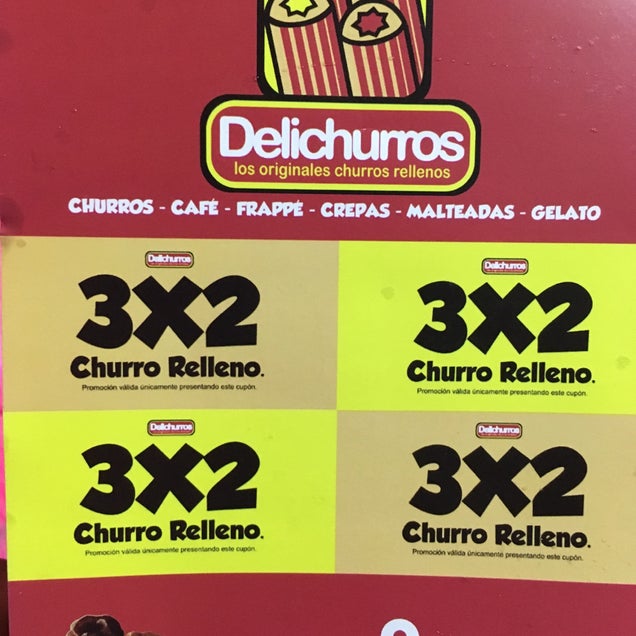 Delichurros
los originales churros rellenos
CHURROS - CAFÉ - FRAPPÉ - CREPAS - MALTEADAS - GELATO
Delichurros
3X2
Churro Relleno.
Promoción válida únicamente presentando este cupón.
Delichurros
3X2
Churro Relleno.
Promoción válida únicamente presentando este cupón.
Delichurros
3X2
Churro Relleno.
Promoción válida únicamente presentando este cupón.
Delichurros
3X2
Churro Relleno.
Promoción válida únicamente presentando este cupón.